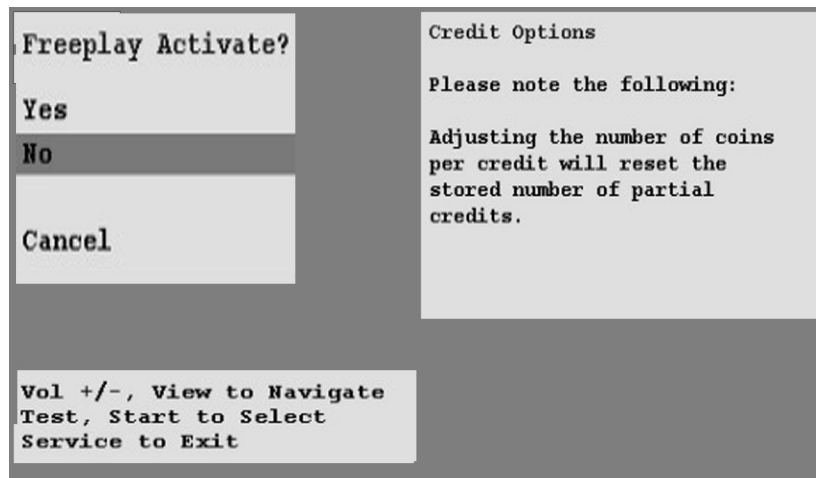 Freeplay Activate?
Yes
No
Cancel
Credit Options
Please note the following:
Adjusting the number of coins
per credit will reset the
stored number of partial
credits.
Vol +/-, View to Navigate
Test, Start to Select
Service to Exit